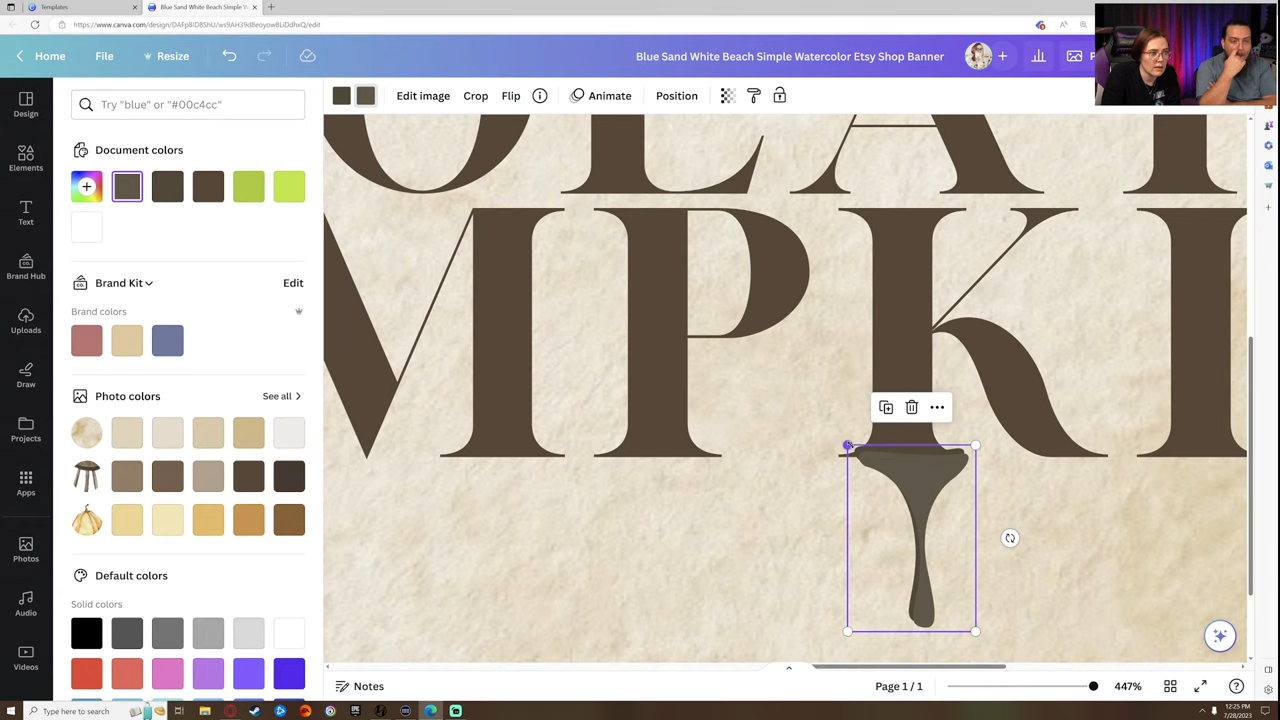 Templates
Blue Sand White Beach Simple W
https://www.canva.com/design/
Home
File
Resize
Blue Sand White Beach Simple Watercolor Etsy Shop Banner
Try "blue" or "#00c4cc"
Edit image
Crop
Flip
Animate
Position
Design
Elements
Text
Brand Hub
Uploads
Draw
Projects
Apps
Photos
Audio
Videos
Document colors
Brand Kit
Edit
Brand colors
Photo colors
See all
Default colors
Solid colors
OLAT
MPKI
Notes
Page 1 / 1
447%
Type here to search
12:25 PM
7/28/2023